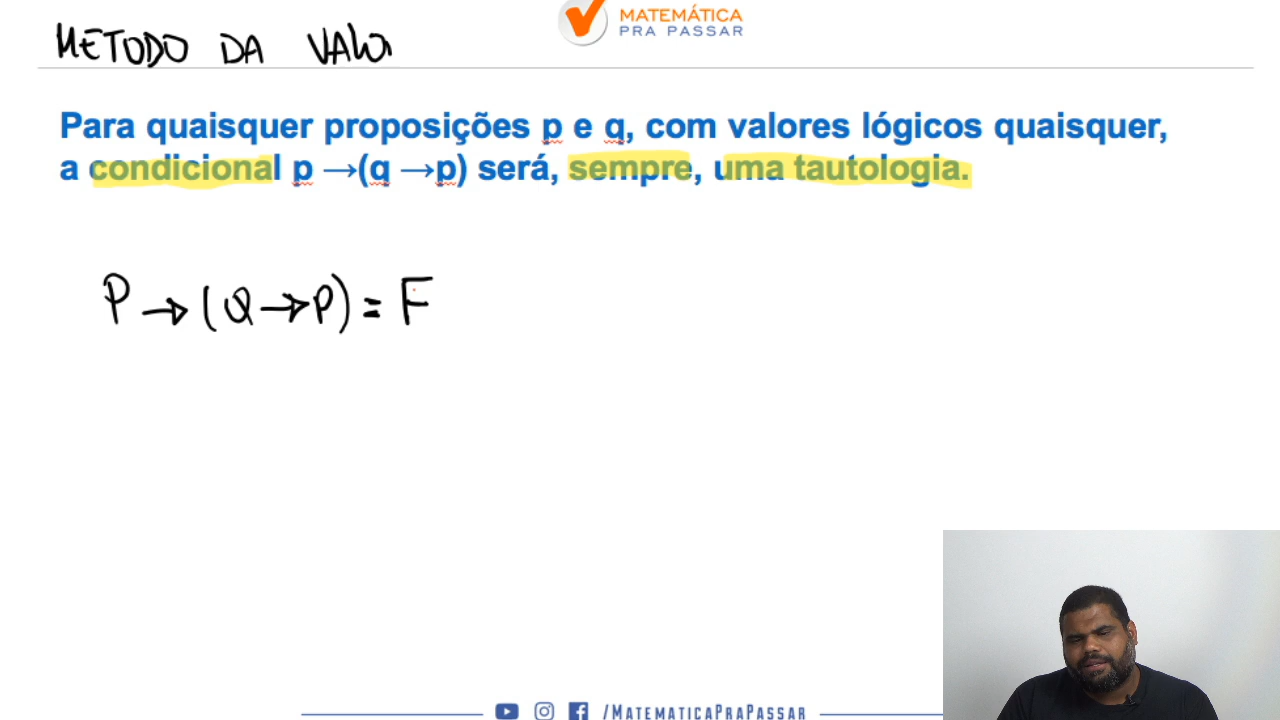 METODO DA VALO
MATEMÁTICA
PRA PASSAR
Para quaisquer proposições p e q, com valores lógicos quaisquer,
a condicional p →(q →p) será, sempre, uma tautologia.
P → (Q → P) = F
/MATEMATICAPRAPASSAR